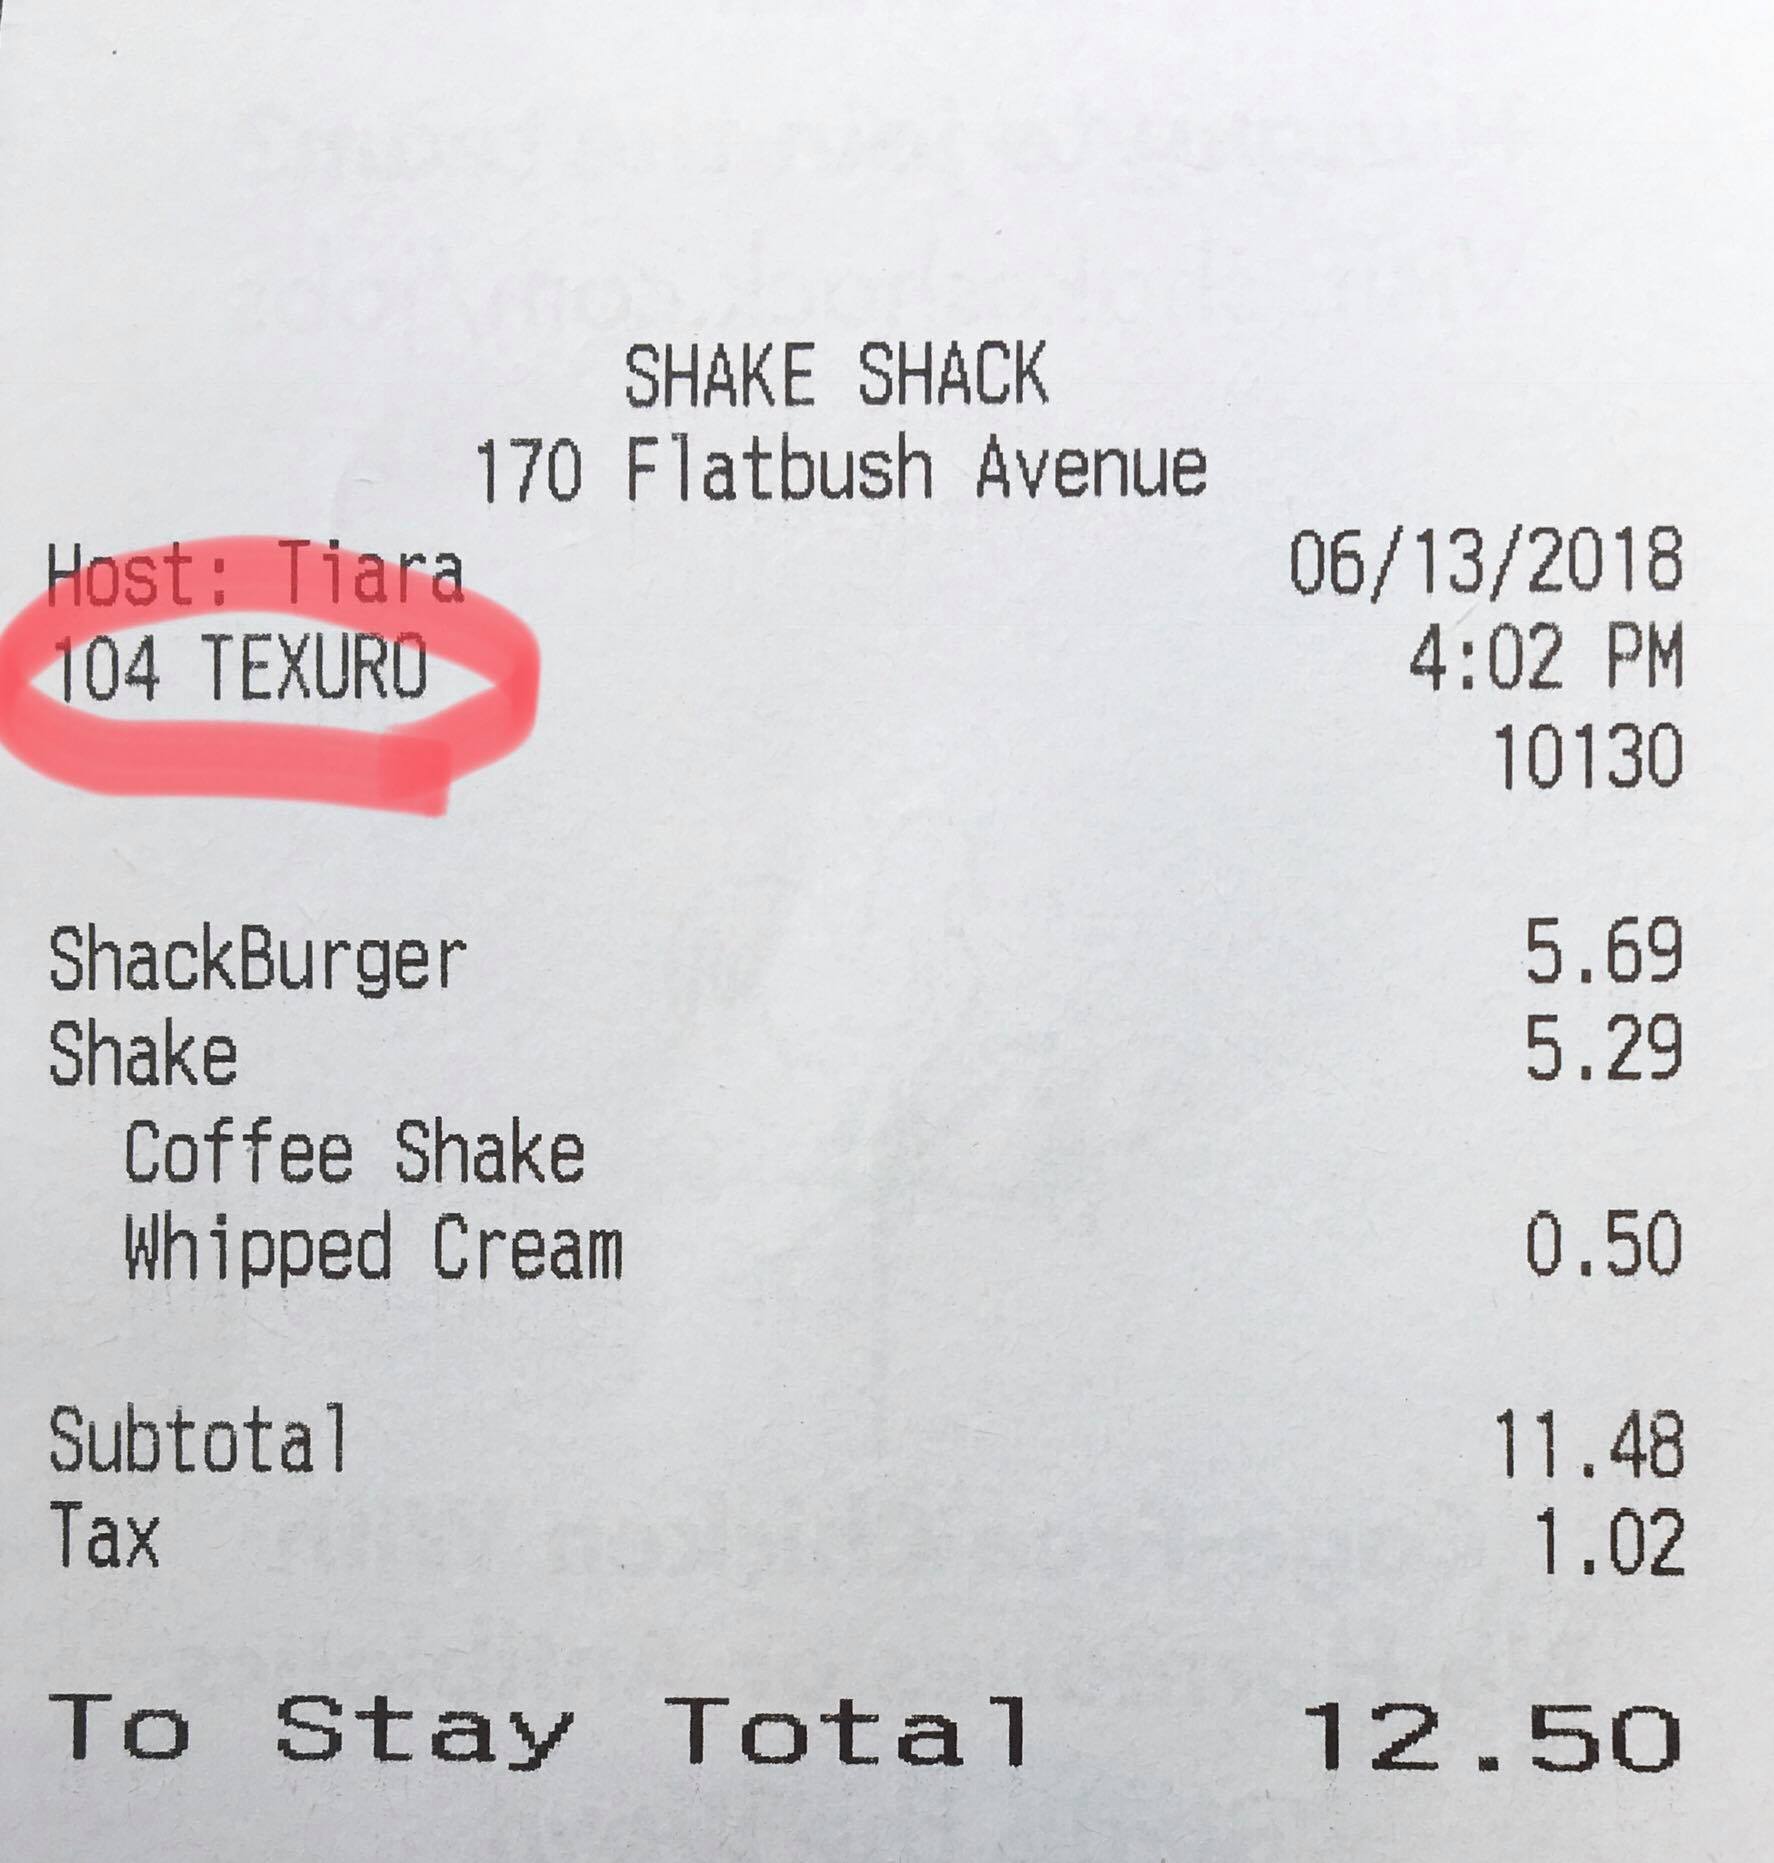 SHAKE SHACK
170 Flatbush Avenue
Host: Tiara 06/13/2018
104 TEXURO 4:02 PM
10130
ShackBurger 5.69
Shake 5.29
Coffee Shake
Whipped Cream 0.50
Subtotal 11.48
Tax 1.02
To Stay Total 12.50